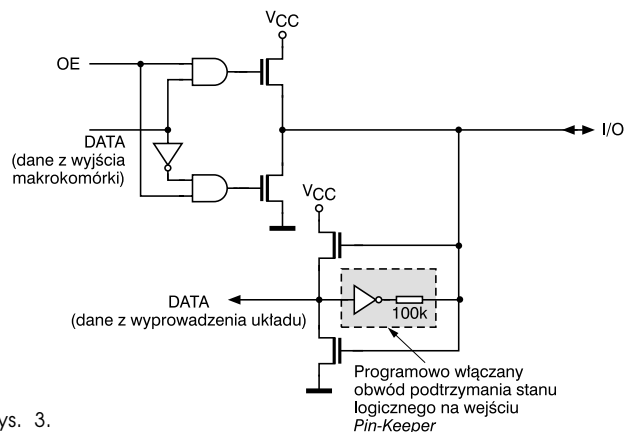 VCC
OE
DATA
(dane z wyjścia
makrokomórki)
I/O
VCC
DATA
(dane z wyprowadzenia układu)
100k
Programowo włączany
obwód podtrzymania stanu
logicznego na wejściu
Pin-Keeper
ys. 3.